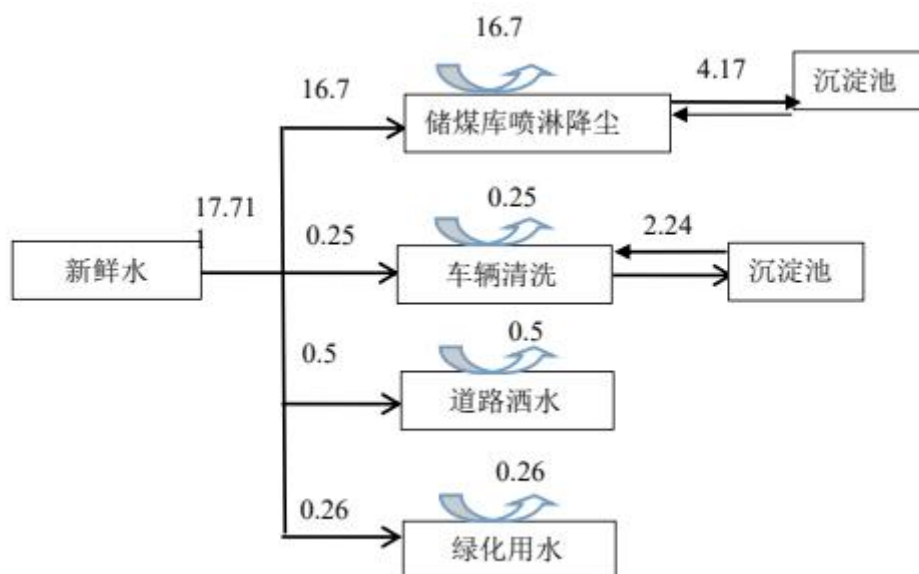 16.7
16.7
4.17
沉淀池
储煤库喷淋降尘
17.71
1
0.25
0.25
2.24
新鲜水
车辆清洗
沉淀池
0.5
0.5
道路洒水
0.26
0.26
绿化用水